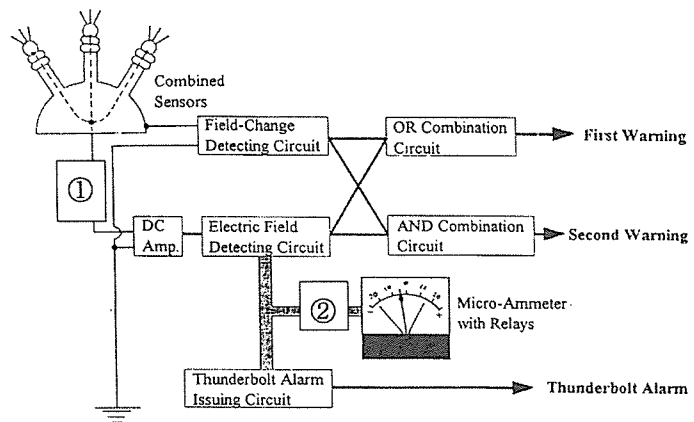 Combined
Sensors
Field-Change
Detecting Circuit
OR Combination
Circuit
First Warning
①
DC
Amp.
Electric Field
Detecting Circuit
AND Combination
Circuit
Second Warning
②
Micro-Ammeter
with Relays
Thunderbolt Alarm
Issuing Circuit
Thunderbolt Alarm